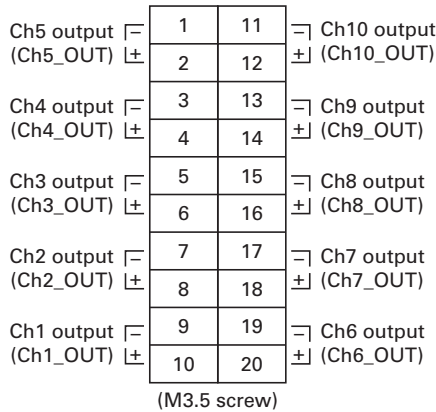 Ch5 output − 1 11 − Ch10 output
(Ch5_OUT) + 2 12 + (Ch10_OUT)
Ch4 output − 3 13 − Ch9 output
(Ch4_OUT) + 4 14 + (Ch9_OUT)
Ch3 output − 5 15 − Ch8 output
(Ch3_OUT) + 6 16 + (Ch8_OUT)
Ch2 output − 7 17 − Ch7 output
(Ch2_OUT) + 8 18 + (Ch7_OUT)
Ch1 output − 9 19 − Ch6 output
(Ch1_OUT) + 10 20 + (Ch6_OUT)
(M3.5 screw)